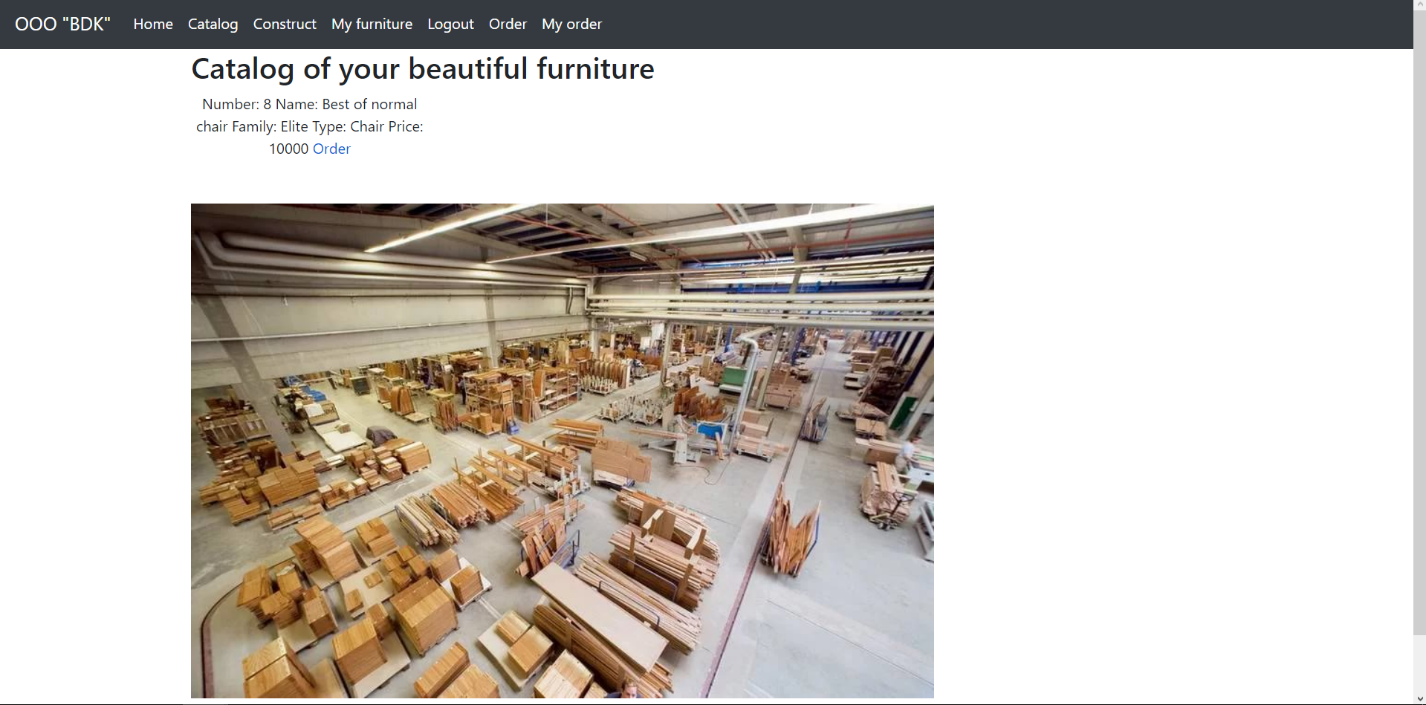 OOO "BDK" Home Catalog Construct My furniture Logout Order My order
Catalog of your beautiful furniture
Number: 8 Name: Best of normal
chair Family: Elite Type: Chair Price:
10000 Order